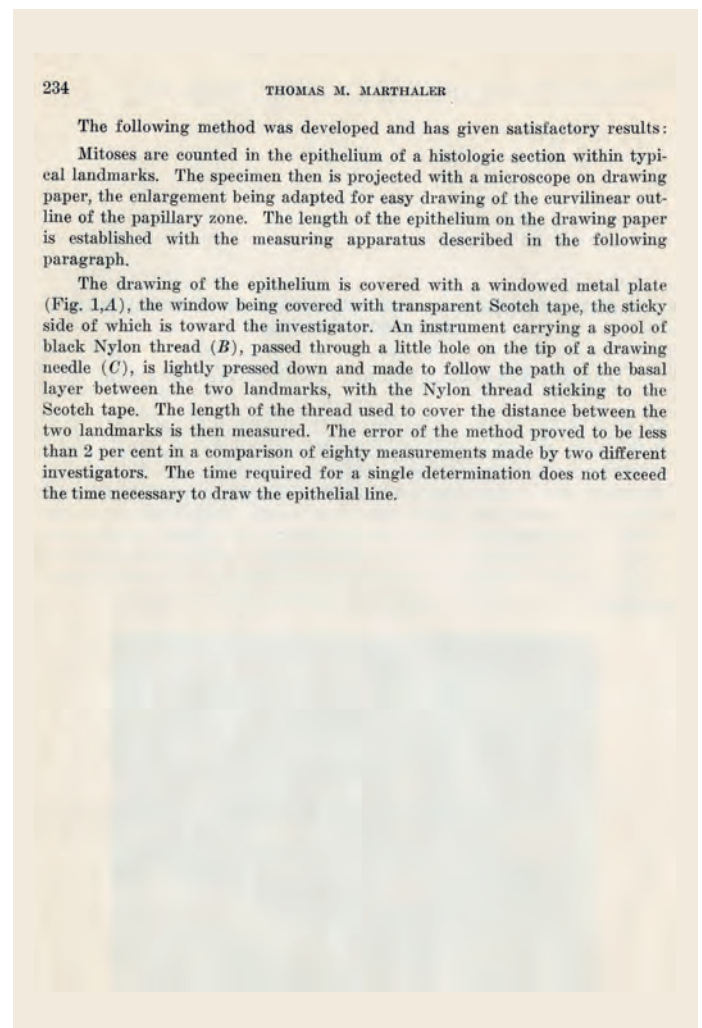 234
THOMAS M. MARTHALER
The following method was developed and has given satisfactory results:
Mitoses are counted in the epithelium of a histologic section within typi-
cal landmarks. The specimen then is projected with a microscope on drawing
paper, the enlargement being adapted for easy drawing of the curvilinear out-
line of the papillary zone. The length of the epithelium on the drawing paper
is established with the measuring apparatus described in the following
paragraph.
The drawing of the epithelium is covered with a windowed metal plate
(Fig. 1,A), the window being covered with transparent Scotch tape, the sticky
side of which is toward the investigator. An instrument carrying a spool of
black Nylon thread (B), passed through a little hole on the tip of a drawing
needle (C), is lightly pressed down and made to follow the path of the basal
layer between the two landmarks, with the Nylon thread sticking to the
Scotch tape. The length of the thread used to cover the distance between the
two landmarks is then measured. The error of the method proved to be less
than 2 per cent in a comparison of eighty measurements made by two different
investigators. The time required for a single determination does not exceed
the time necessary to draw the epithelial line.